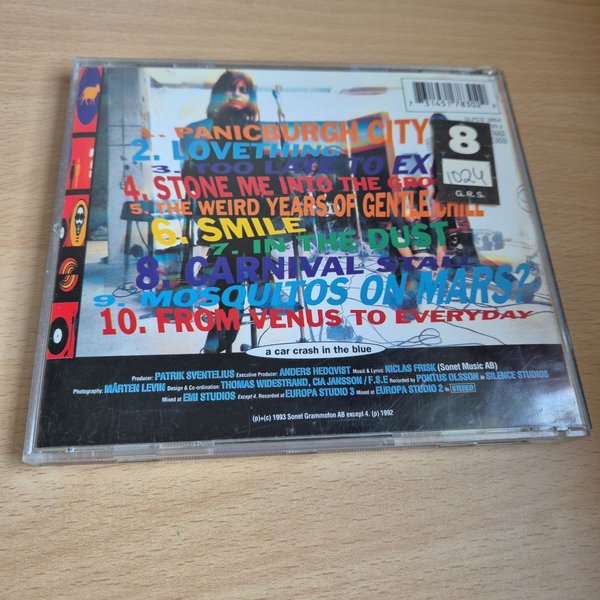 7 31451 78302 9
1. PANICBURGH CITY
2. LOVETHING
3. TOO LATE TO
4. STONE ME INTO THE
5. THE WEIRD YEARS OF GENTLE CHILL
6. SMILE
7. IN THE DUST
8. CARNIVAL
9. MOSQUITOS ON MARS?
10. FROM VENUS TO EVERYDAY
8
1024
G.R.S.
a car crash in the blue
Producer: PATRIK SVENTELIUS Executive Producer: ANDERS HEDQVIST Music & Lyrics: NICLAS FRISK (Sonet Music AB)
Photography: MÅRTEN LEVIN Design & Co-ordination: THOMAS WIDESTRAND, CIA JANSSON / F.S.E Recorded by PONTUS OLSSON at SILENCE STUDIOS
Mixed at EMI STUDIOS Except 4. Recorded at EUROPA STUDIO 3 Mixed at EUROPA STUDIO 2 in STEREO
(p)+(c) 1993 Sonet Grammofon AB except 4. (p) 1992